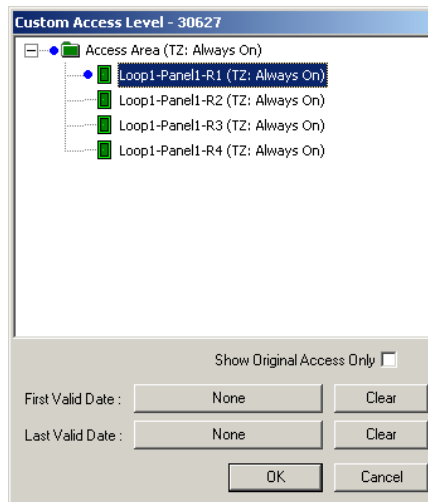 Custom Access Level - 30627
Access Area (TZ: Always On)
Loop1-Panel1-R1 (TZ: Always On)
Loop1-Panel1-R2 (TZ: Always On)
Loop1-Panel1-R3 (TZ: Always On)
Loop1-Panel1-R4 (TZ: Always On)
Show Original Access Only
First Valid Date : None Clear
Last Valid Date : None Clear
OK Cancel